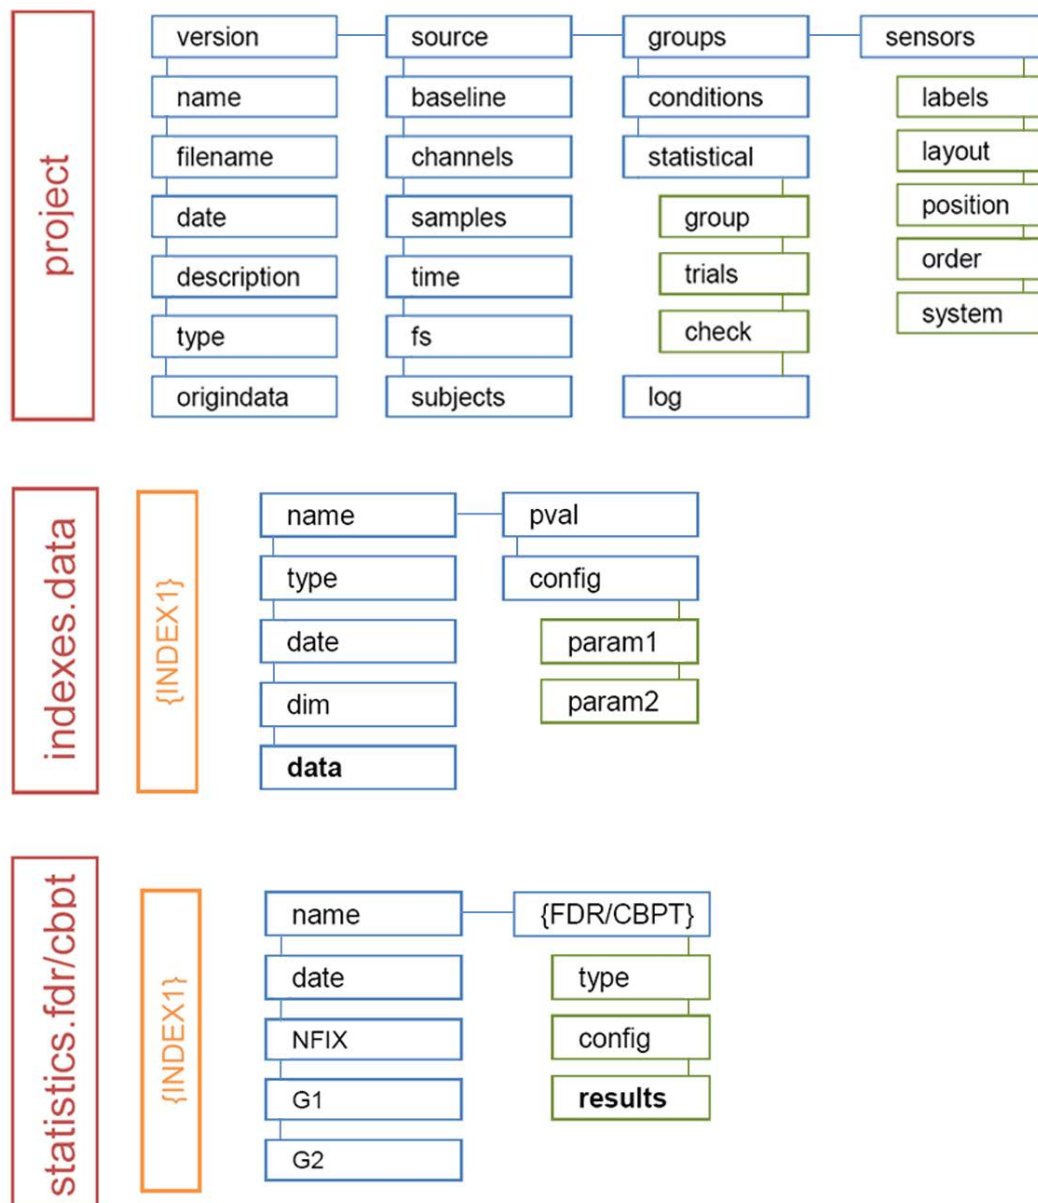 project
version
name
filename
date
description
type
origindata
source
baseline
channels
samples
time
fs
subjects
groups
conditions
statistical
group
trials
check
log
sensors
labels
layout
position
order
system
indexes.data
{INDEX1}
name
type
date
dim
data
pval
config
param1
param2
statistics.fdr/cbpt
{INDEX1}
name
date
NFIX
G1
G2
{FDR/CBPT}
type
config
results